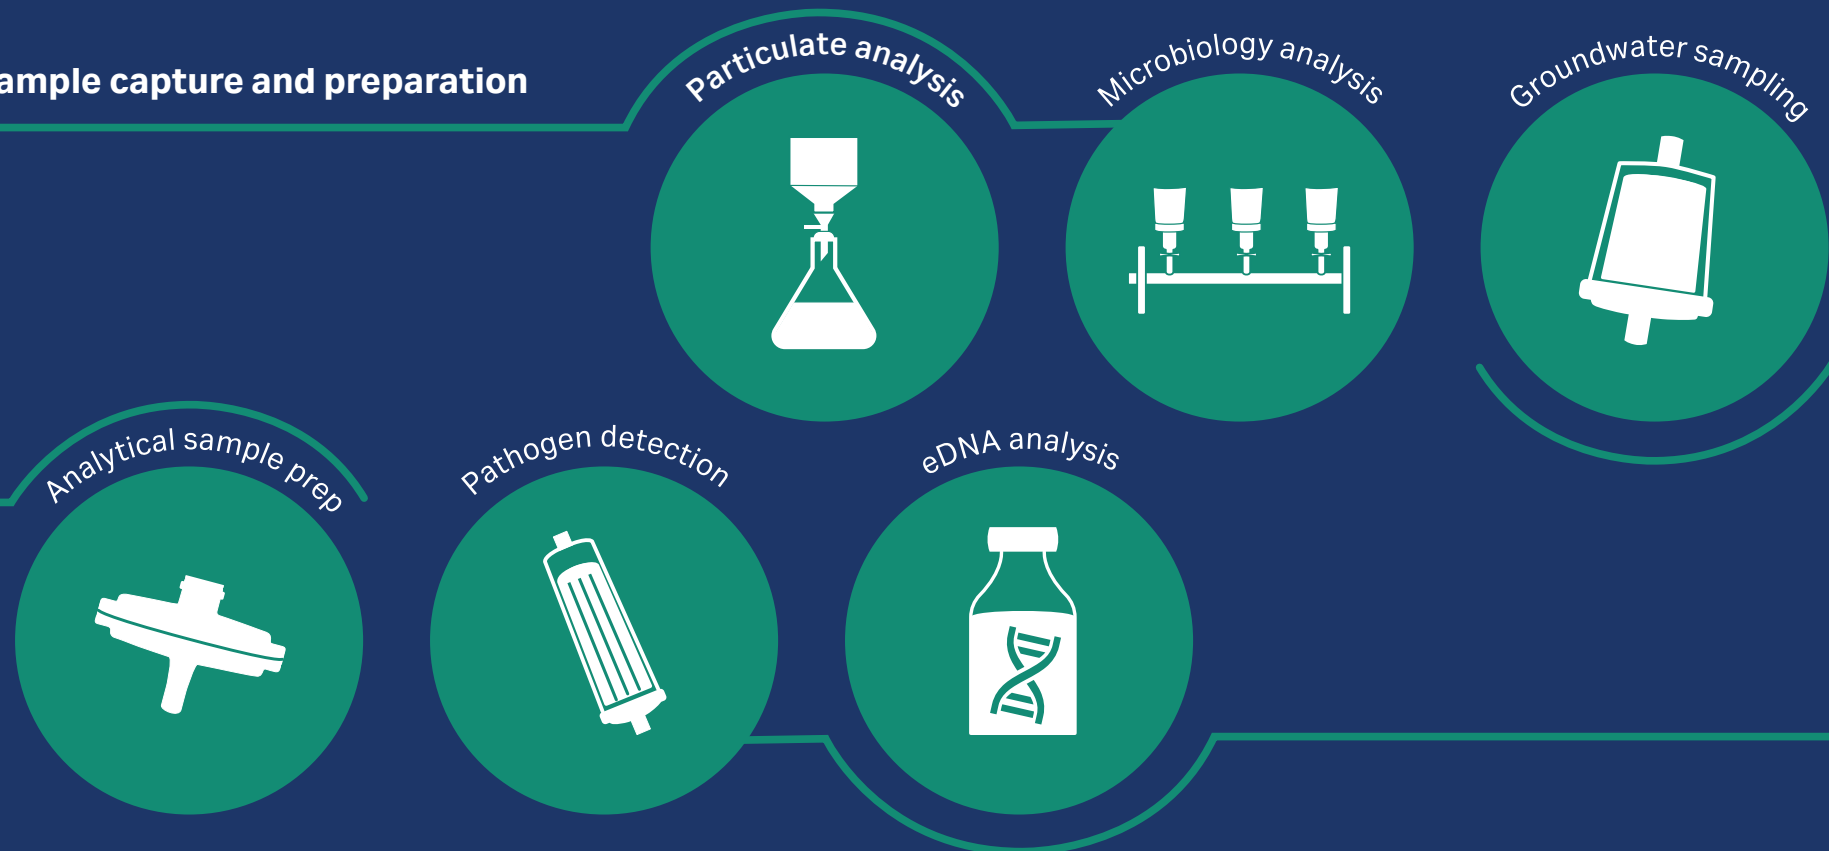 ample capture and preparation
Particulate analysis
Microbiology analysis
Groundwater sampling
Analytical sample prep
Pathogen detection
eDNA analysis